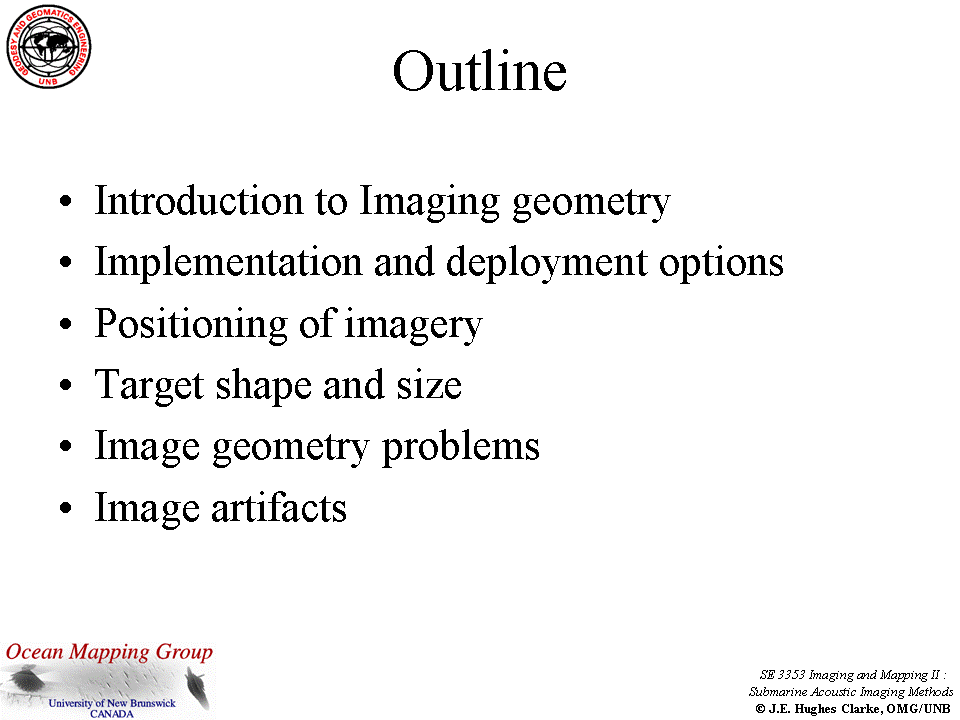 GEODESY AND GEOMATICS ENGINEERING
UNB
Outline
• Introduction to Imaging geometry
• Implementation and deployment options
• Positioning of imagery
• Target shape and size
• Image geometry problems
• Image artifacts
Ocean Mapping Group
University of New Brunswick
CANADA
SE 3353 Imaging and Mapping II :
Submarine Acoustic Imaging Methods
© J.E. Hughes Clarke, OMG/UNB